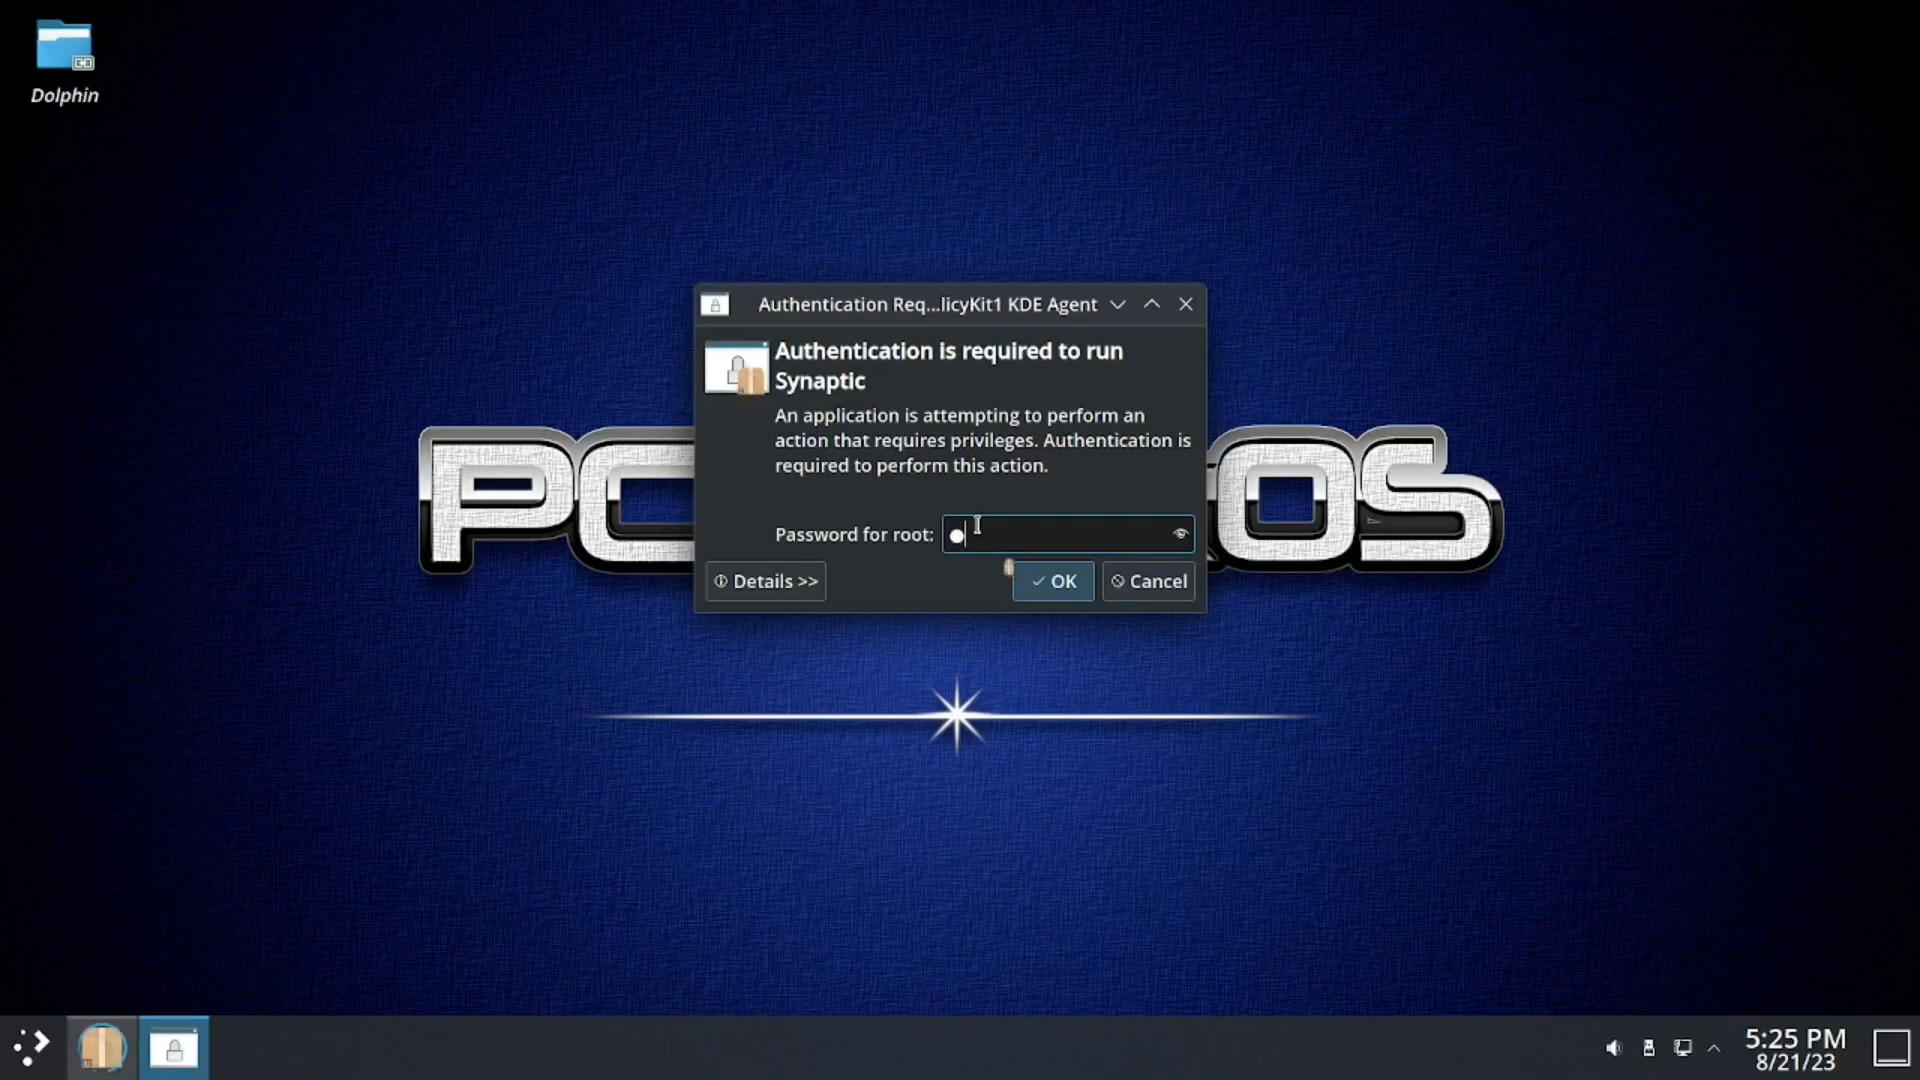 Dolphin
Authentication Req...licyKit1 KDE Agent
Authentication is required to run
Synaptic
An application is attempting to perform an
action that requires privileges. Authentication is
required to perform this action.
Password for root:
Details >>
OK
Cancel
PC
OS
5:25 PM
8/21/23